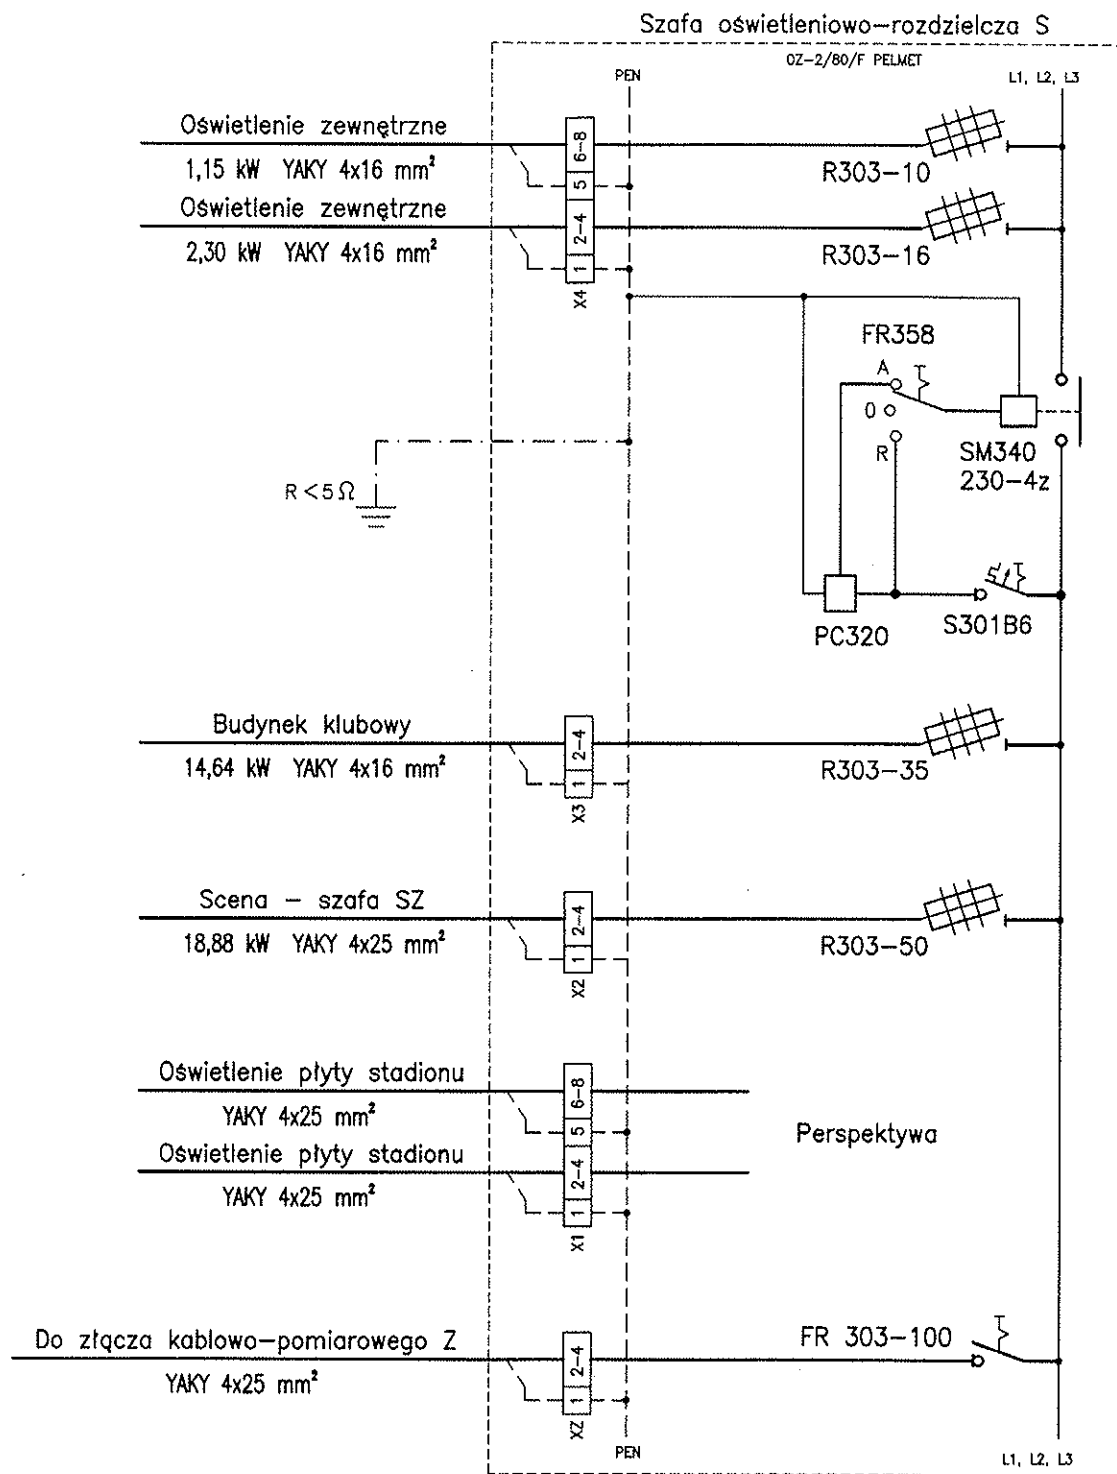 Szafa oświetleniowo-rozdzielcza S
OZ-2/80/F PELMET
PEN
L1, L2, L3
Oświetlenie zewnętrzne
1,15 kW YAKY 4x16 mm²
6-8
5
R303-10
Oświetlenie zewnętrzne
2,30 kW YAKY 4x16 mm²
2-4
1
X4
R303-16
FR358
A
0
R
SM340
230-4z
R<5Ω
PC320
S301B6
Budynek klubowy
14,64 kW YAKY 4x16 mm²
2-4
1
X3
R303-35
Scena - szafa SZ
18,88 kW YAKY 4x25 mm²
2-4
1
X2
R303-50
Oświetlenie płyty stadionu
YAKY 4x25 mm²
6-8
5
Perspektywa
Oświetlenie płyty stadionu
YAKY 4x25 mm²
2-4
1
X1
Do złącza kablowo-pomiarowego Z
YAKY 4x25 mm²
2-4
1
XZ
FR 303-100
PEN
L1, L2, L3